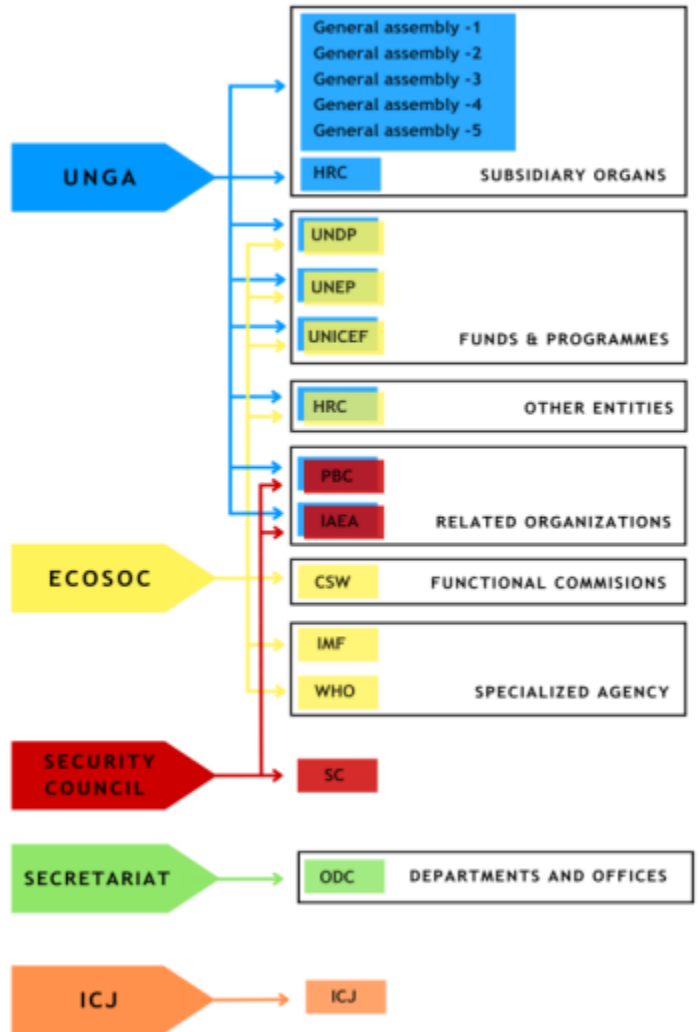 General assembly -1
General assembly -2
General assembly -3
General assembly -4
General assembly -5
UNGA
HRC
SUBSIDIARY ORGANS
UNDP
UNEP
UNICEF
FUNDS & PROGRAMMES
HRC
OTHER ENTITIES
PBC
IAEA
RELATED ORGANIZATIONS
ECOSOC
CSW
FUNCTIONAL COMMISIONS
IMF
WHO
SPECIALIZED AGENCY
SECURITY
COUNCIL
SC
SECRETARIAT
ODC
DEPARTMENTS AND OFFICES
ICJ
ICJ